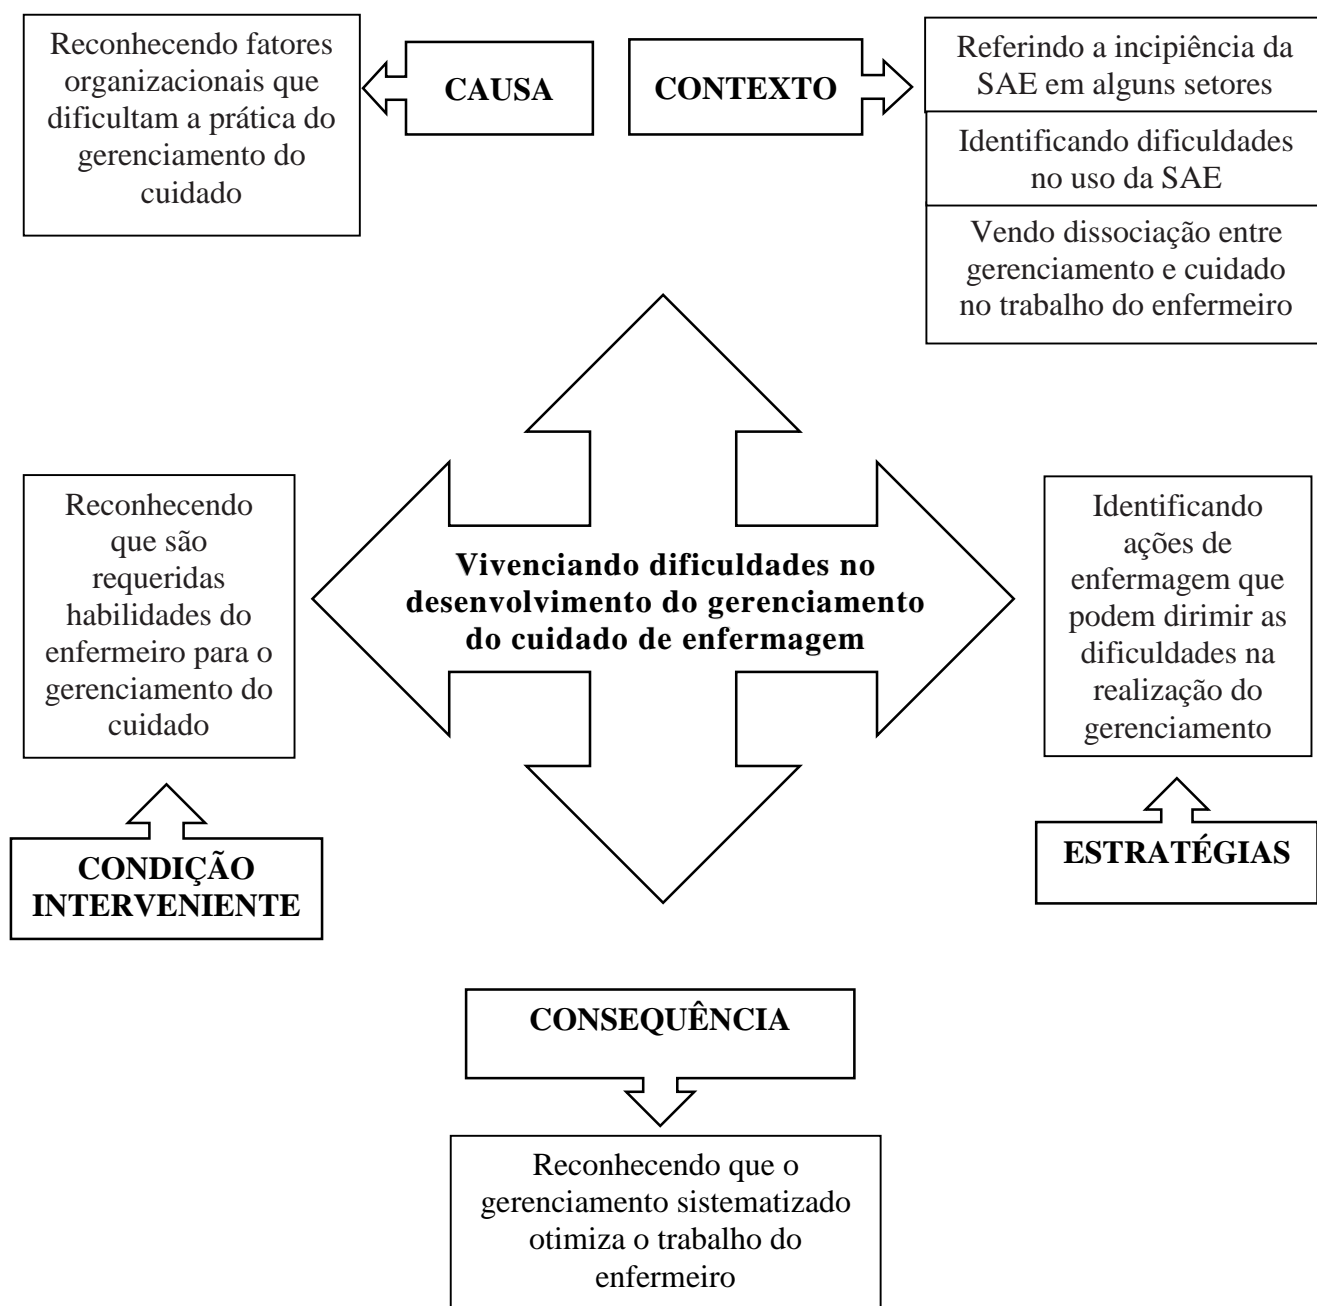 Reconhecendo fatores
organizacionais que
dificultam a prática do
gerenciamento do
cuidado
CAUSA
CONTEXTO
Referindo a incipiência da
SAE em alguns setores
Identificando dificuldades
no uso da SAE
Vendo dissociação entre
gerenciamento e cuidado
no trabalho do enfermeiro
Reconhecendo
que são
requeridas
habilidades do
enfermeiro para o
gerenciamento do
cuidado
CONDIÇÃO
INTERVENIENTE
Vivenciando dificuldades no
desenvolvimento do gerenciamento
do cuidado de enfermagem
Identificando
ações de
enfermagem que
podem dirimir as
dificuldades na
realização do
gerenciamento
ESTRATÉGIAS
CONSEQUÊNCIA
Reconhecendo que o
gerenciamento sistematizado
otimiza o trabalho do
enfermeiro